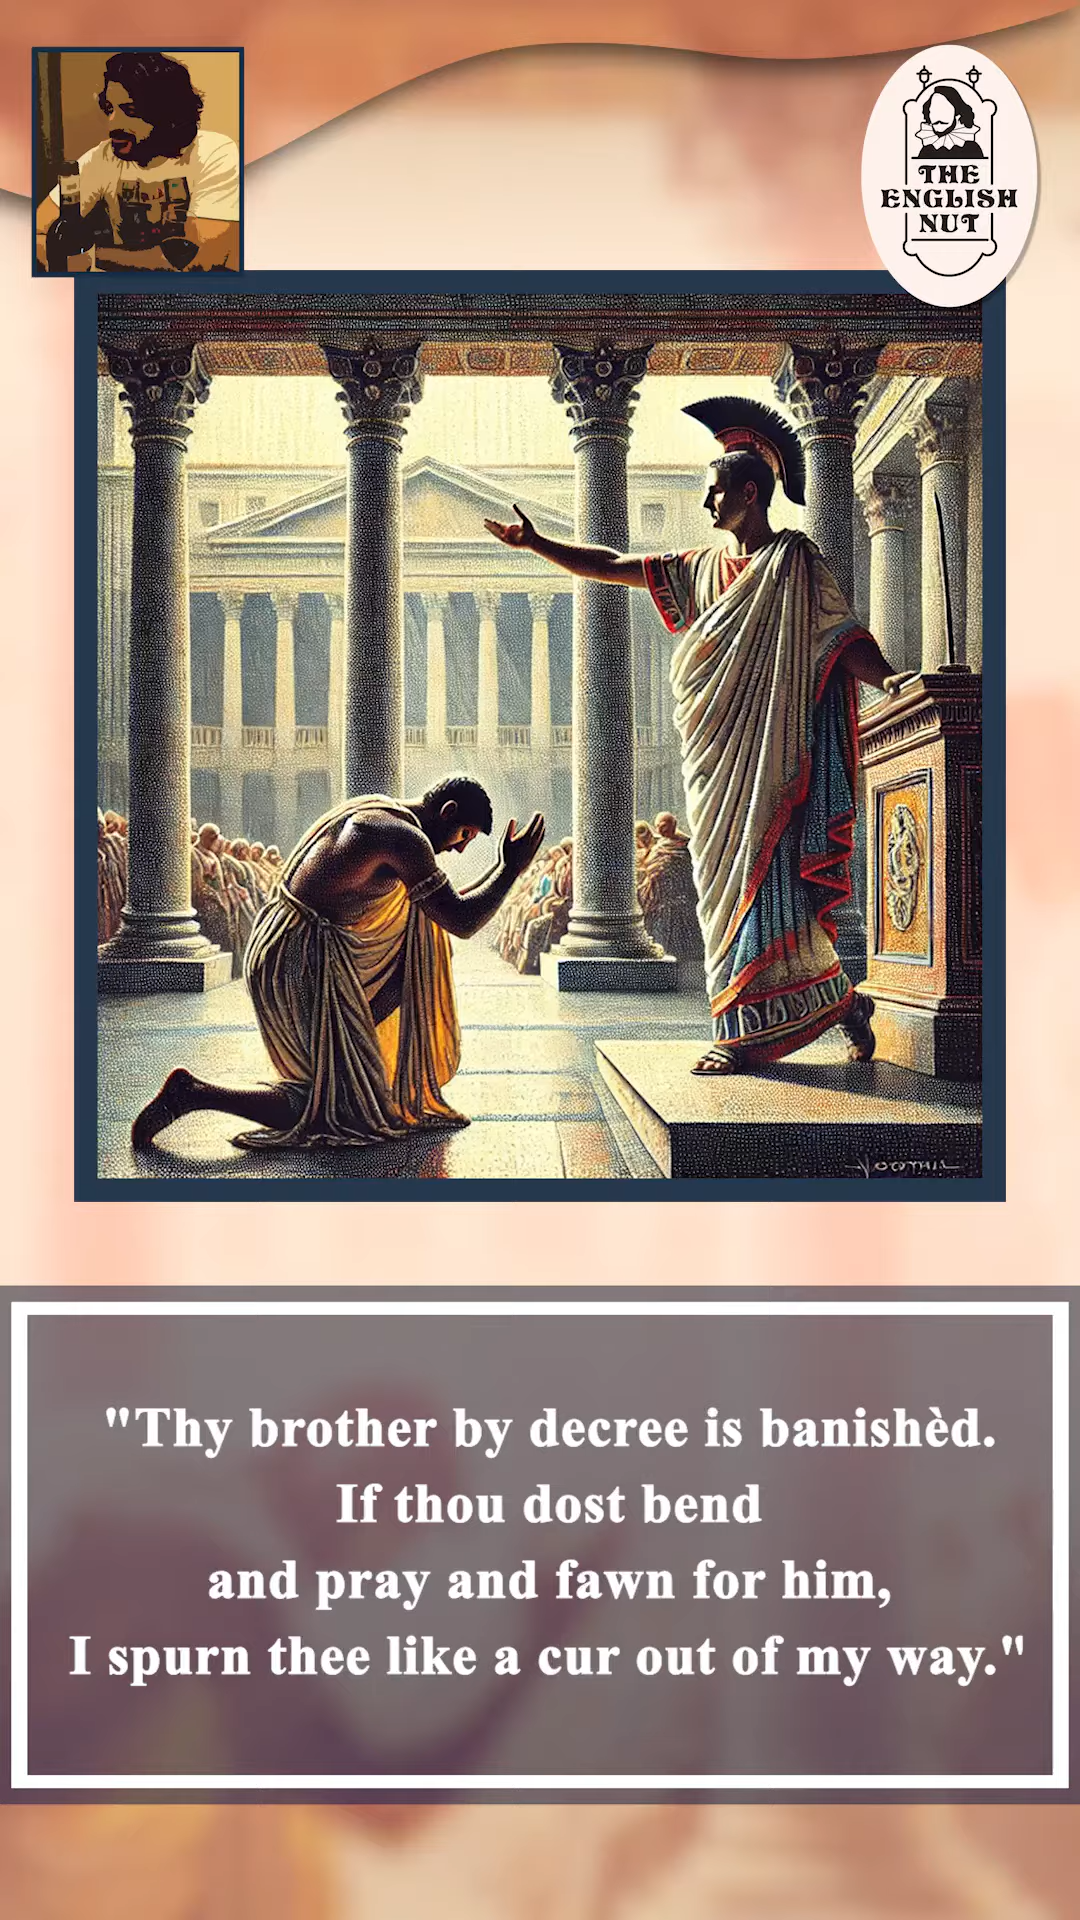 THE
ENGLISH
NUT
"Thy brother by decree is banishèd.
If thou dost bend
and pray and fawn for him,
I spurn thee like a cur out of my way."